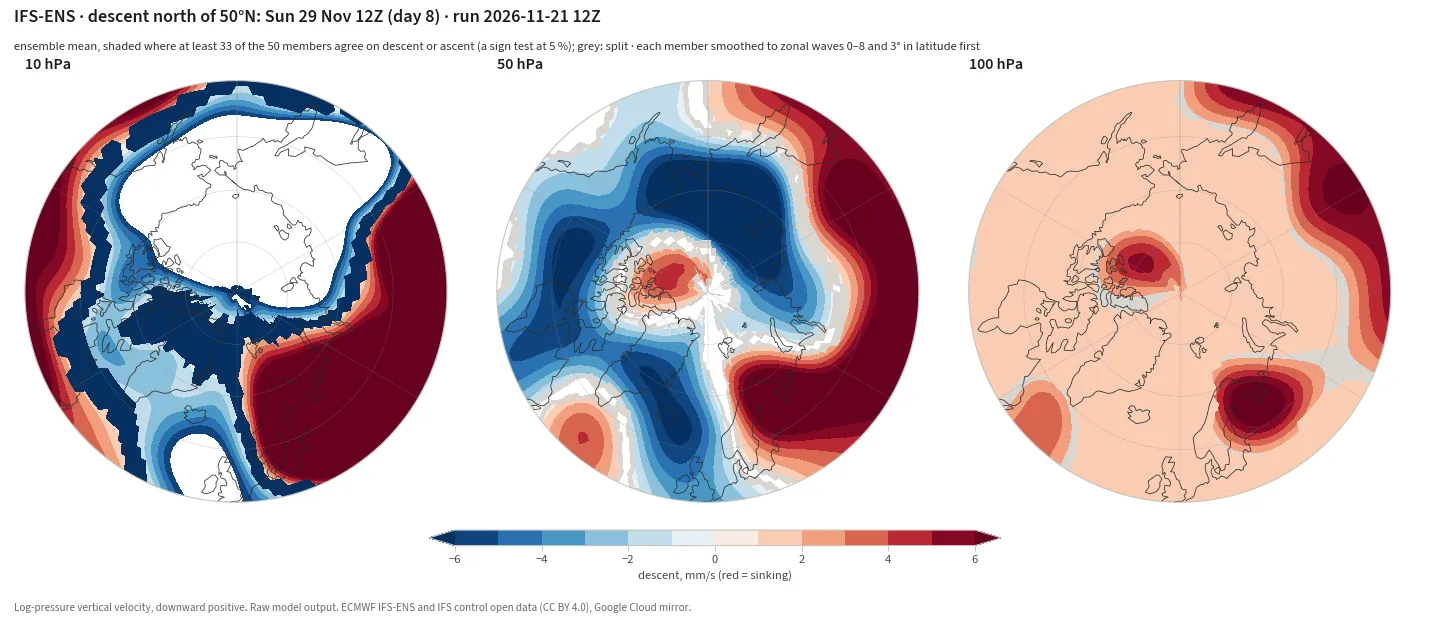 IFS-ENS · descent north of 50°N: Sun 29 Nov 12Z (day 8) · run 2026-11-21 12Z
ensemble mean, shaded where at least 33 of the 50 members agree on descent or ascent (a sign test at 5 %); grey: split · each member smoothed to zonal waves 0–8 and 3° in latitude first
10 hPa
50 hPa
100 hPa
−6
−4
−2
0
2
4
6
descent, mm/s (red = sinking)
Log-pressure vertical velocity, downward positive. Raw model output. ECMWF IFS-ENS and IFS control open data (CC BY 4.0), Google Cloud mirror.